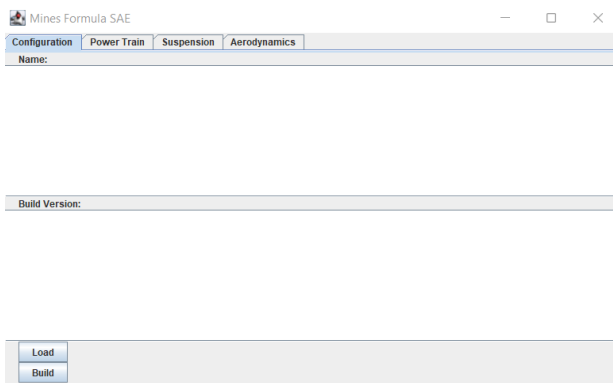 Mines Formula SAE
Configuration Power Train Suspension Aerodynamics
Name:
Build Version:
Load
Build